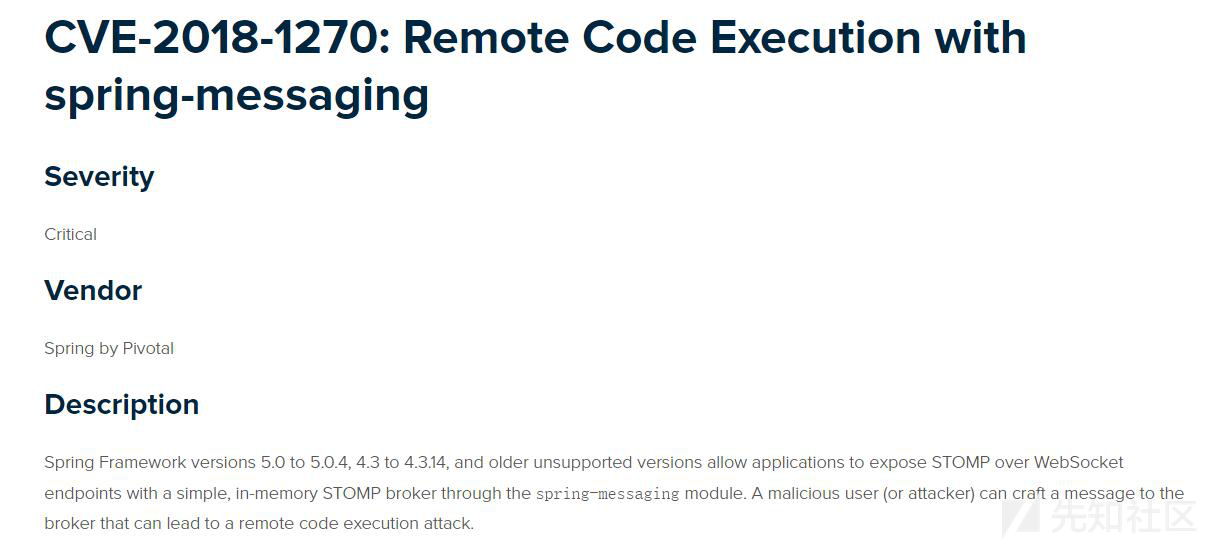 CVE-2018-1270: Remote Code Execution with
spring-messaging
Severity
Critical
Vendor
Spring by Pivotal
Description
Spring Framework versions 5.0 to 5.0.4, 4.3 to 4.3.14, and older unsupported versions allow applications to expose STOMP over WebSocket
endpoints with a simple, in-memory STOMP broker through the spring-messaging module. A malicious user (or attacker) can craft a message to the
broker that can lead to a remote code execution attack.
先知社区